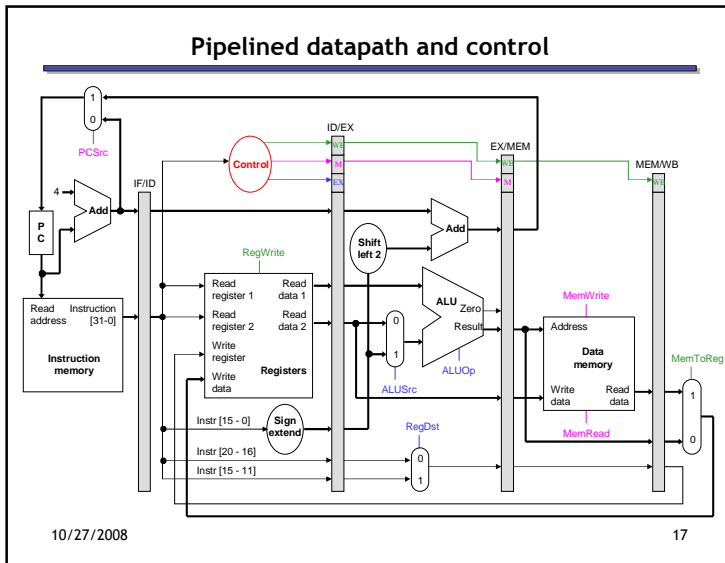 Pipelined datapath and control
1
0
PCSrc
ID/EX
WB
M
EX
Control
EX/MEM
WB
M
MEM/WB
WB
IF/ID
4
Add
P
C
Add
Shift
left 2
RegWrite
Read
address
Instruction
[31-0]
Instruction
memory
Read
register 1
Read
data 1
Read
register 2
Read
data 2
Write
register
Write
data
Registers
ALU
Zero
Result
0
1
ALUSrc
ALUOp
MemWrite
Address
Data
memory
Write
data
Read
data
MemRead
MemToReg
1
0
Instr [15 - 0]
Sign
extend
RegDst
Instr [20 - 16]
0
Instr [15 - 11]
1
10/27/2008
17